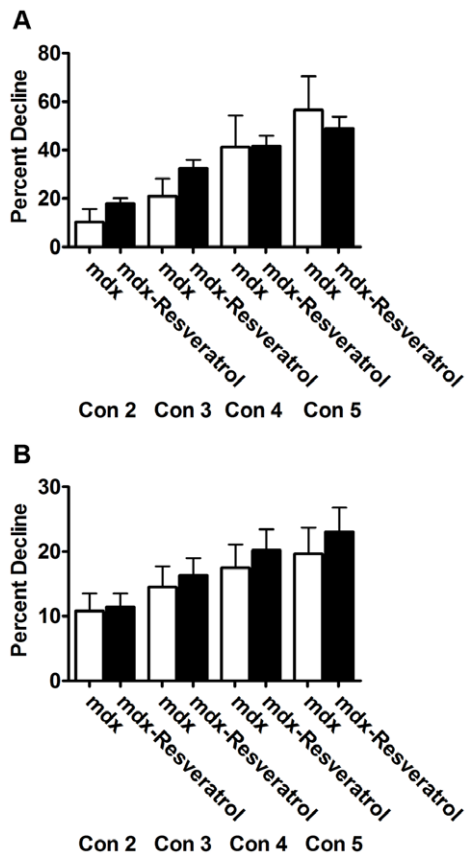 A
Percent Decline
80
60
40
20
0
mdx
mdx-Resveratrol
mdx
mdx-Resveratrol
mdx
mdx-Resveratrol
mdx
mdx-Resveratrol
Con 2 Con 3 Con 4 Con 5
B
Percent Decline
30
20
10
0
mdx
mdx-Resveratrol
mdx
mdx-Resveratrol
mdx
mdx-Resveratrol
mdx
mdx-Resveratrol
Con 2 Con 3 Con 4 Con 5